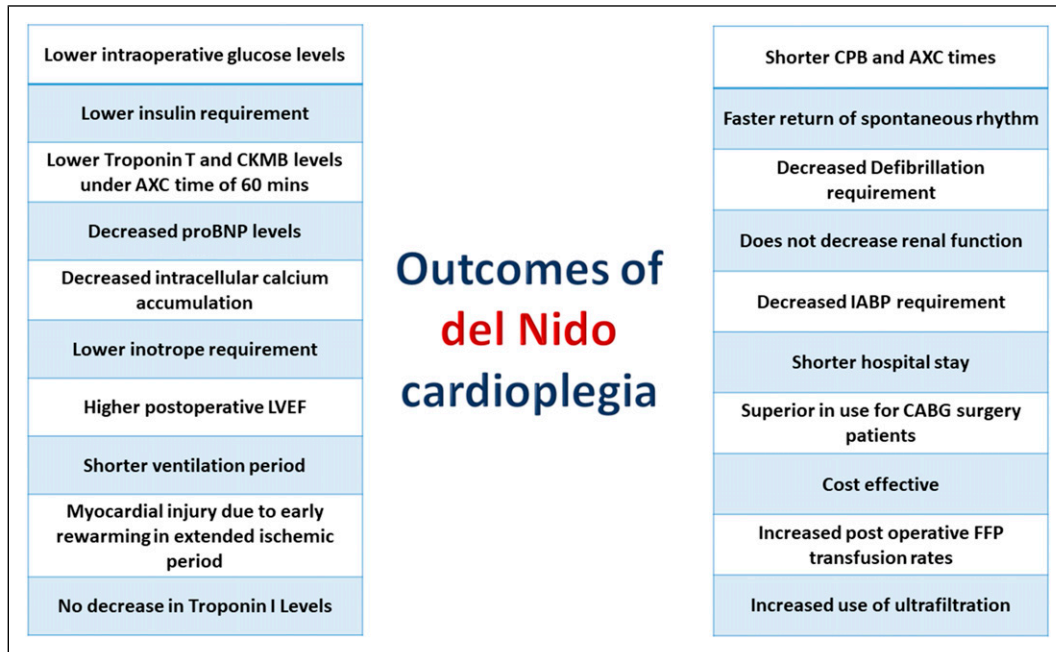 Lower intraoperative glucose levels
Lower insulin requirement
Lower Troponin T and CKMB levels
under AXC time of 60 mins
Decreased proBNP levels
Decreased intracellular calcium
accumulation
Lower inotrope requirement
Higher postoperative LVEF
Shorter ventilation period
Myocardial injury due to early
rewarming in extended ischemic
period
No decrease in Troponin I Levels
Outcomes of
del Nido
cardioplegia
Shorter CPB and AXC times
Faster return of spontaneous rhythm
Decreased Defibrillation
requirement
Does not decrease renal function
Decreased IABP requirement
Shorter hospital stay
Superior in use for CABG surgery
patients
Cost effective
Increased post operative FFP
transfusion rates
Increased use of ultrafiltration